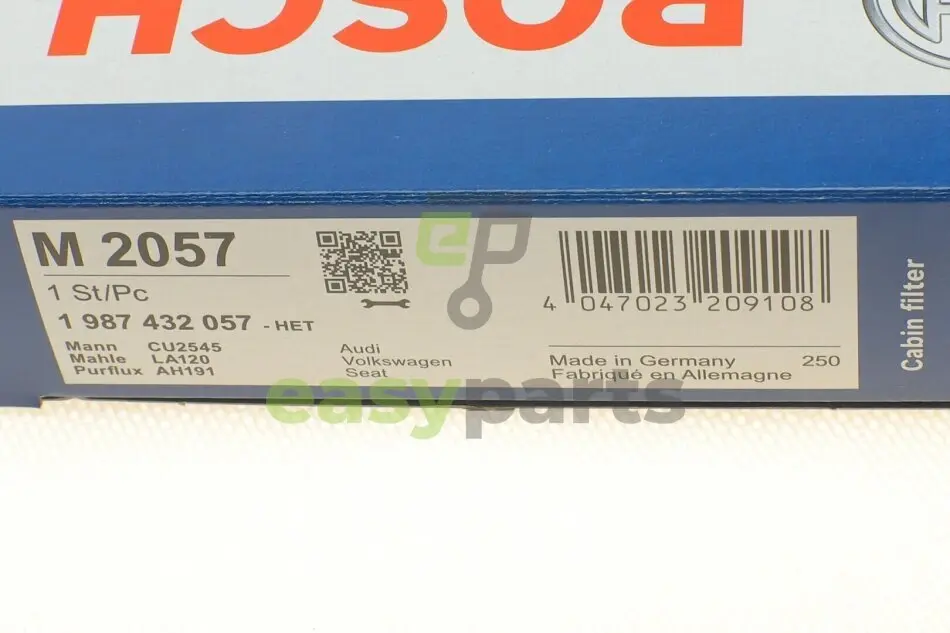 BOSCH
M 2057
1 St/Pc
1 987 432 057 - HET
Mann CU2545
Mahle LA120
Purflux AH191
Audi
Volkswagen
Seat
4 047023 209108
Made in Germany 250
Fabriqué en Allemagne
Cabin filter
ep
easyparts